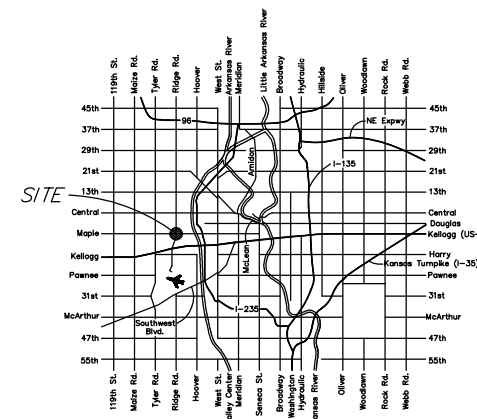 119th St.
Maize Rd.
Tyler Rd.
Ridge Rd.
Hoover
West St.
Arkansas River
Meridian
Little Arkansas River
Broadway
Hydraulic
Hillside
Oliver
Woodlawn
Rock Rd.
Webb Rd.
45th
37th
29th
21st
13th
Central
Maple
Kellogg
Pawnee
31st
McArthur
47th
55th
SITE
96
NE Expwy
Amidon
I-135
McLean
I-235
Southwest
Blvd.
45th
37th
29th
21st
13th
Central
Douglas
Kellogg (US-
Harry
Kansas Turnpike (I-35)
Pawnee
31st
McArthur
47th
55th
119th St.
Maize Rd.
Tyler Rd.
Ridge Rd.
Hoover
West St.
alley Center
Meridian
Seneca St.
Broadway
Washington
Hydraulic
ansas River
Oliver
Woodlawn
Rock Rd.
Webb Rd.